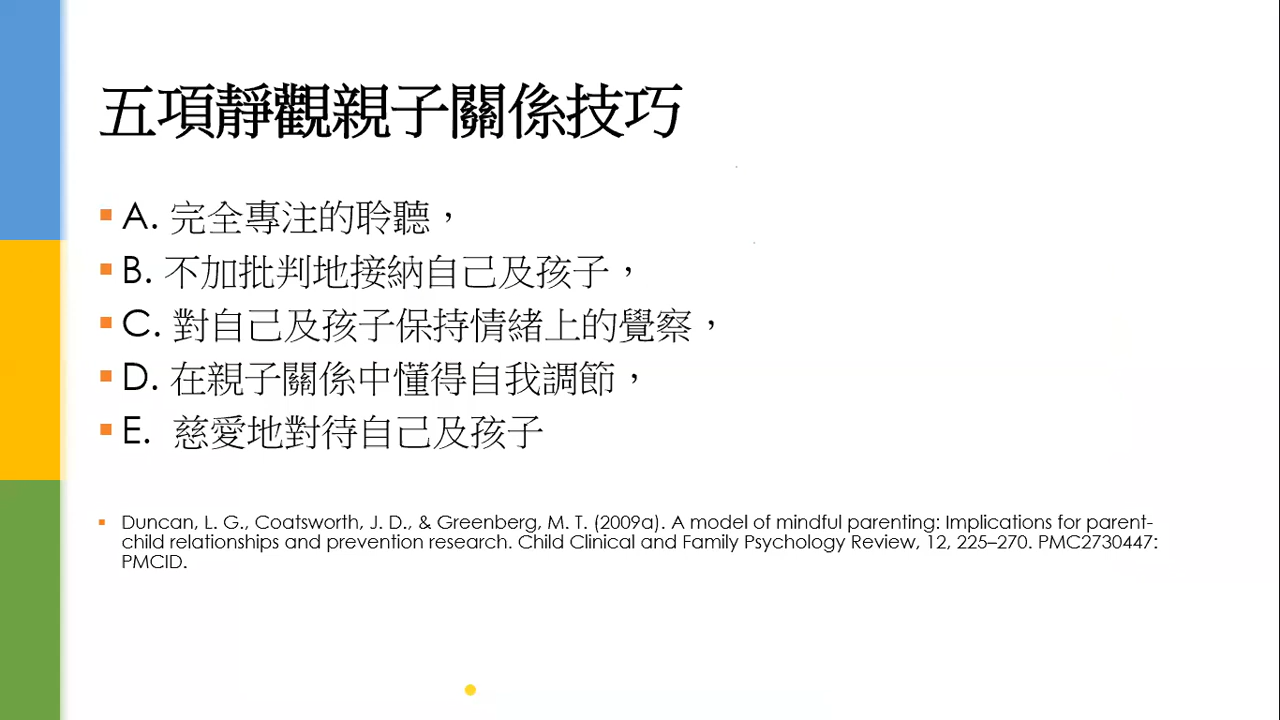 五項靜觀親子關係技巧
A. 完全專注的聆聽，
B. 不加批判地接納自己及孩子，
C. 對自己及孩子保持情緒上的覺察，
D. 在親子關係中懂得自我調節，
E. 慈愛地對待自己及孩子
Duncan, L. G., Coatsworth, J. D., & Greenberg, M. T. (2009a). A model of mindful parenting: Implications for parent-
child relationships and prevention research. Child Clinical and Family Psychology Review, 12, 225–270. PMC2730447:
PMCID.